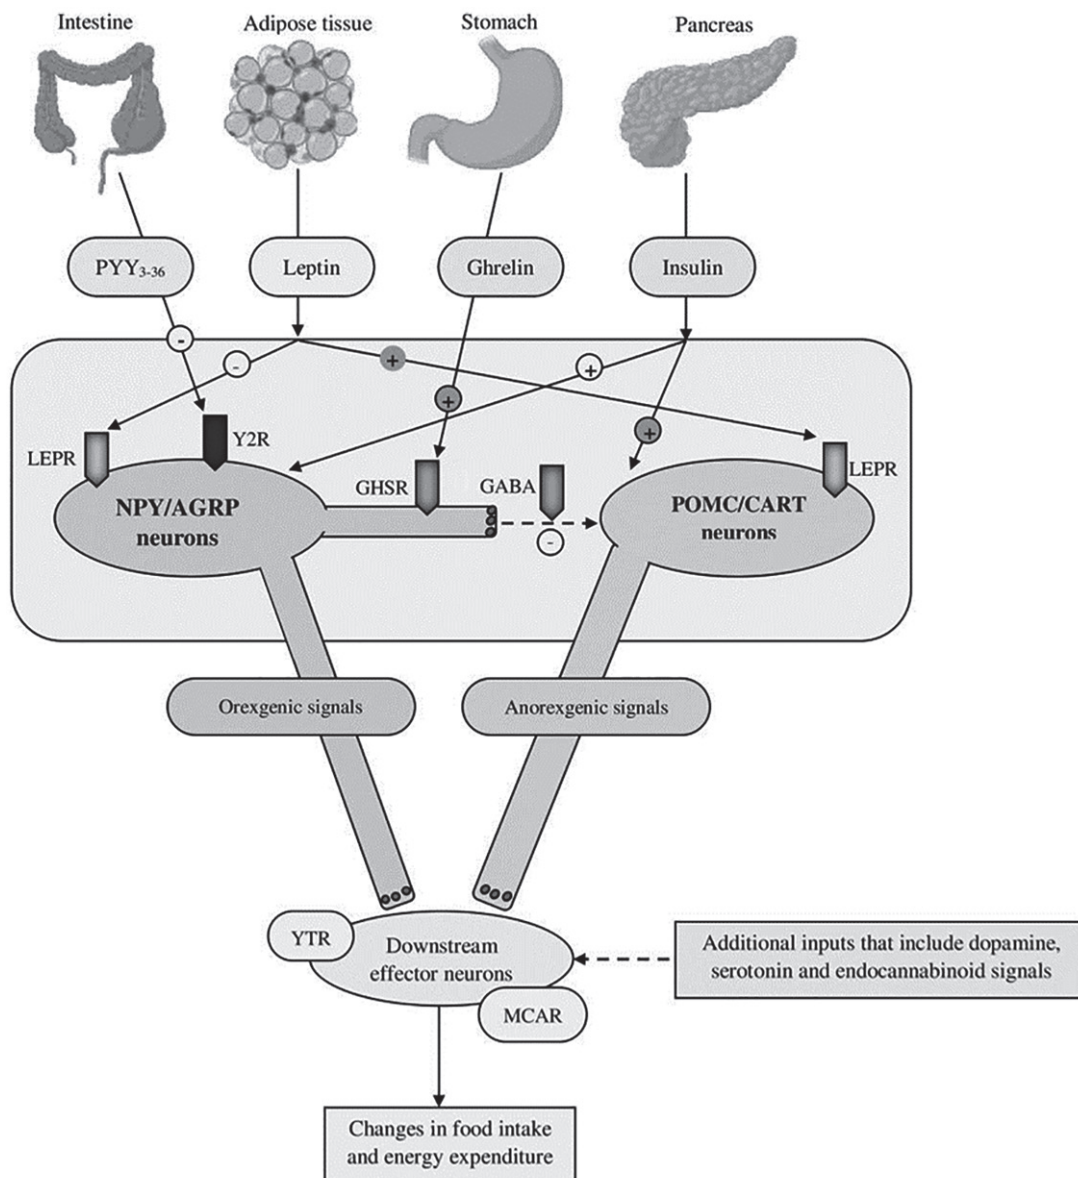 Intestine
Adipose tissue
Stomach
Pancreas
PYY3-36
Leptin
Ghrelin
Insulin
-
-
+
+
+
+
LEPR
Y2R
GHSR
GABA
LEPR
NPY/AGRP
neurons
POMC/CART
neurons
-
Orexgenic signals
Anorexgenic signals
YTR
Downstream
effector neurons
MCAR
Additional inputs that include dopamine,
serotonin and endocannabinoid signals
Changes in food intake
and energy expenditure